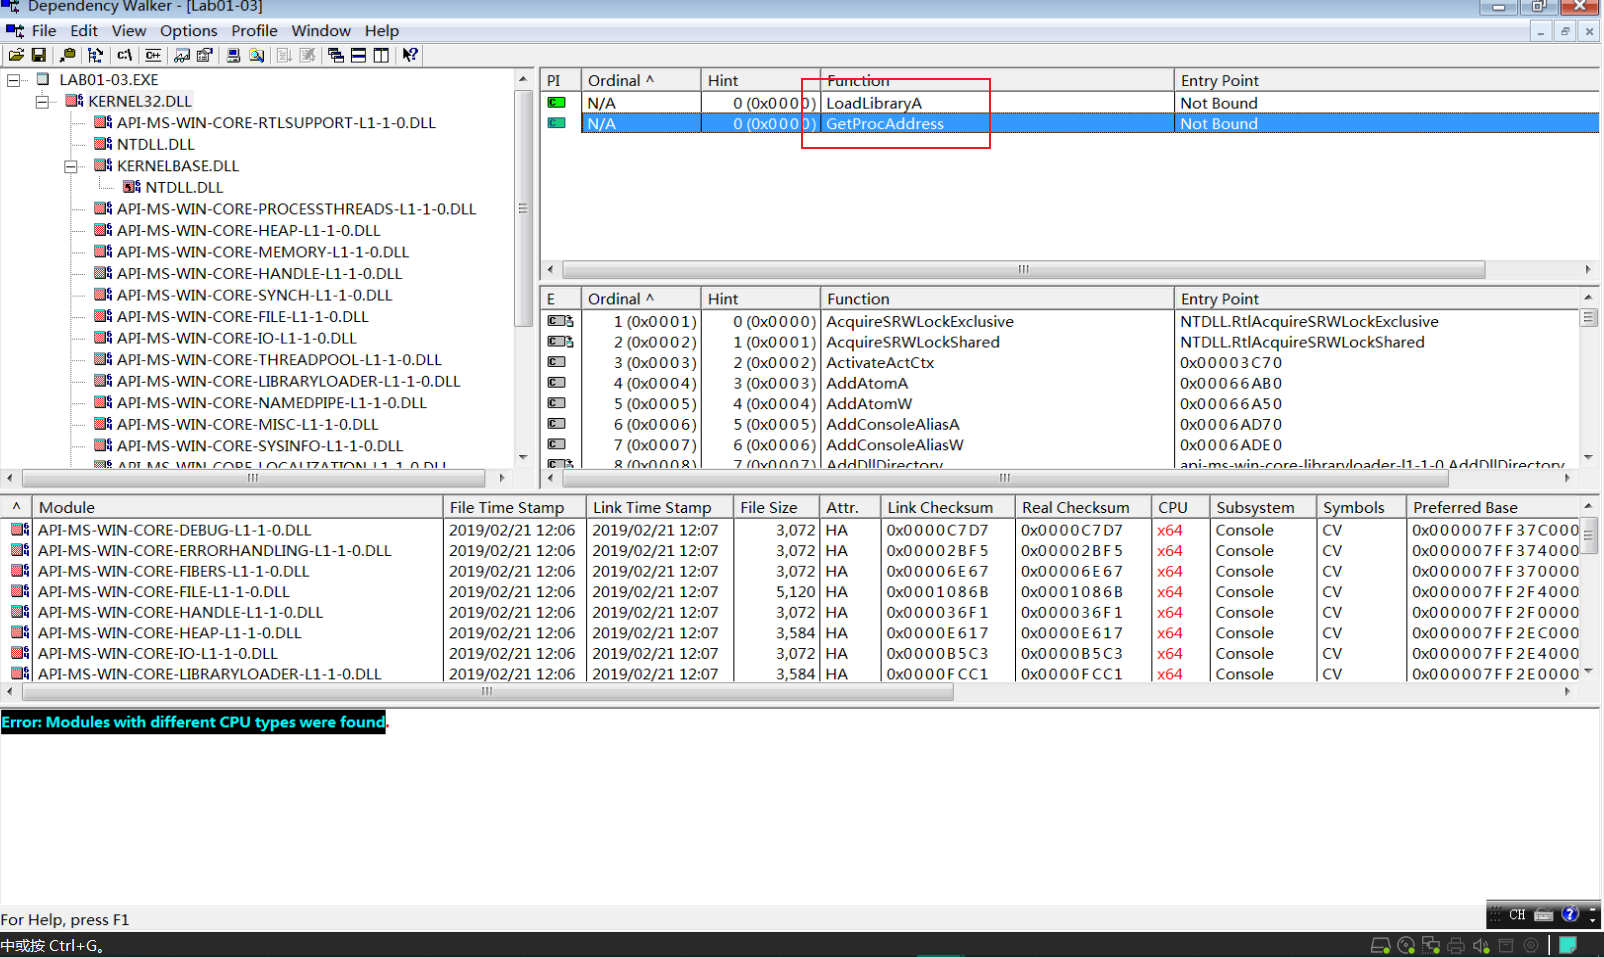 Dependency Walker - [Lab01-03]
File Edit View Options Profile Window Help
c:\ C++
LAB01-03.EXE
KERNEL32.DLL
API-MS-WIN-CORE-RTLSUPPORT-L1-1-0.DLL
NTDLL.DLL
KERNELBASE.DLL
NTDLL.DLL
API-MS-WIN-CORE-PROCESSTHREADS-L1-1-0.DLL
API-MS-WIN-CORE-HEAP-L1-1-0.DLL
API-MS-WIN-CORE-MEMORY-L1-1-0.DLL
API-MS-WIN-CORE-HANDLE-L1-1-0.DLL
API-MS-WIN-CORE-SYNCH-L1-1-0.DLL
API-MS-WIN-CORE-FILE-L1-1-0.DLL
API-MS-WIN-CORE-IO-L1-1-0.DLL
API-MS-WIN-CORE-THREADPOOL-L1-1-0.DLL
API-MS-WIN-CORE-LIBRARYLOADER-L1-1-0.DLL
API-MS-WIN-CORE-NAMEDPIPE-L1-1-0.DLL
API-MS-WIN-CORE-MISC-L1-1-0.DLL
API-MS-WIN-CORE-SYSINFO-L1-1-0.DLL
API-MS-WIN-CORE-LOCALIZATION-L1-1-0.DLL
PI Ordinal ^ Hint Function Entry Point
N/A 0 (0x0000) LoadLibraryA Not Bound
N/A 0 (0x0000) GetProcAddress Not Bound
E Ordinal ^ Hint Function Entry Point
1 (0x0001) 0 (0x0000) AcquireSRWLockExclusive NTDLL.RtlAcquireSRWLockExclusive
2 (0x0002) 1 (0x0001) AcquireSRWLockShared NTDLL.RtlAcquireSRWLockShared
3 (0x0003) 2 (0x0002) ActivateActCtx 0x00003C70
4 (0x0004) 3 (0x0003) AddAtomA 0x00066AB0
5 (0x0005) 4 (0x0004) AddAtomW 0x00066A50
6 (0x0006) 5 (0x0005) AddConsoleAliasA 0x0006AD70
7 (0x0007) 6 (0x0006) AddConsoleAliasW 0x0006ADE0
8 (0x0008) 7 (0x0007) AddDllDirectory api-ms-win-core-libraryloader-l1-1-0.AddDllDirectory
^ Module File Time Stamp Link Time Stamp File Size Attr. Link Checksum Real Checksum CPU Subsystem Symbols Preferred Base
API-MS-WIN-CORE-DEBUG-L1-1-0.DLL 2019/02/21 12:06 2019/02/21 12:07 3,072 HA 0x0000C7D7 0x0000C7D7 x64 Console CV 0x000007FF37C000
API-MS-WIN-CORE-ERRORHANDLING-L1-1-0.DLL 2019/02/21 12:06 2019/02/21 12:07 3,072 HA 0x00002BF5 0x00002BF5 x64 Console CV 0x000007FF374000
API-MS-WIN-CORE-FIBERS-L1-1-0.DLL 2019/02/21 12:06 2019/02/21 12:07 3,072 HA 0x00006E67 0x00006E67 x64 Console CV 0x000007FF370000
API-MS-WIN-CORE-FILE-L1-1-0.DLL 2019/02/21 12:06 2019/02/21 12:07 5,120 HA 0x0001086B 0x0001086B x64 Console CV 0x000007FF2F4000
API-MS-WIN-CORE-HANDLE-L1-1-0.DLL 2019/02/21 12:06 2019/02/21 12:07 3,072 HA 0x000036F1 0x000036F1 x64 Console CV 0x000007FF2F0000
API-MS-WIN-CORE-HEAP-L1-1-0.DLL 2019/02/21 12:06 2019/02/21 12:07 3,584 HA 0x0000E617 0x0000E617 x64 Console CV 0x000007FF2EC000
API-MS-WIN-CORE-IO-L1-1-0.DLL 2019/02/21 12:06 2019/02/21 12:07 3,072 HA 0x0000B5C3 0x0000B5C3 x64 Console CV 0x000007FF2E4000
API-MS-WIN-CORE-LIBRARYLOADER-L1-1-0.DLL 2019/02/21 12:06 2019/02/21 12:07 3,584 HA 0x0000FCC1 0x0000FCC1 x64 Console CV 0x000007FF2E0000
Error: Modules with different CPU types were found.
For Help, press F1
CH
中或按 Ctrl+G。